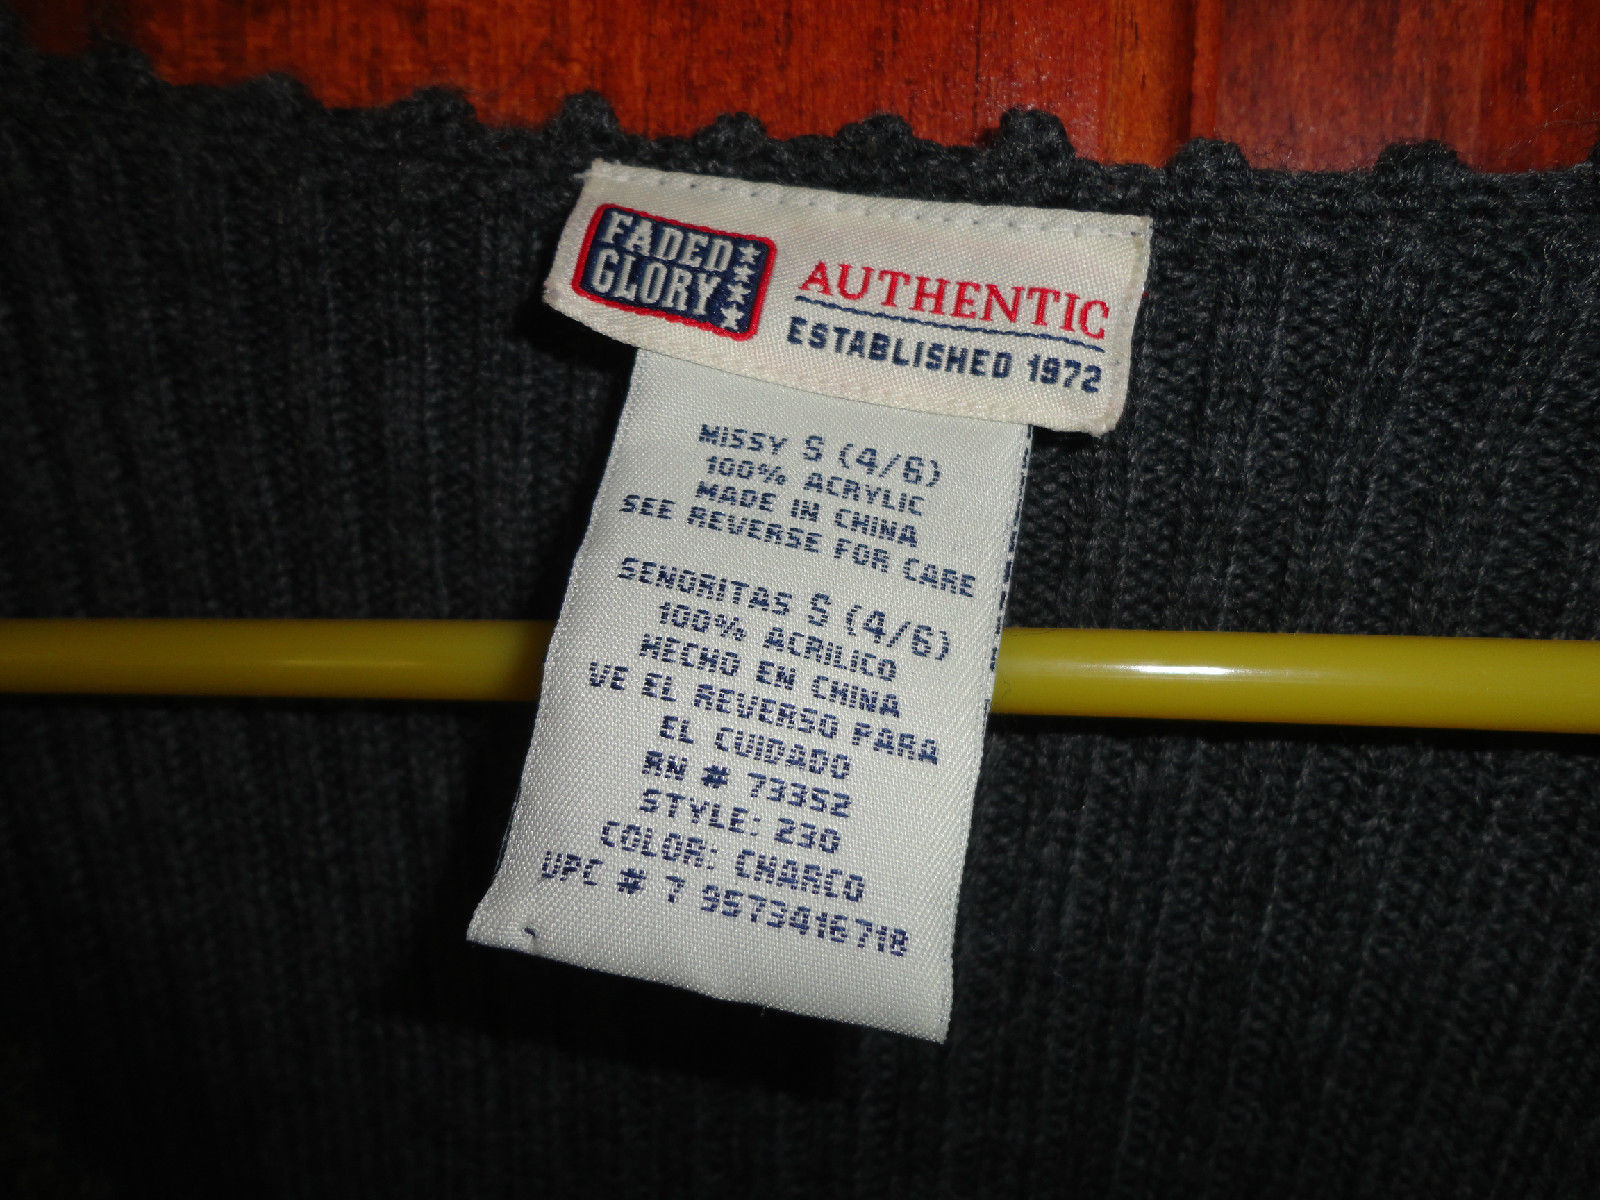 FADED
GLORY
AUTHENTIC
ESTABLISHED 1972
MISSY S (4/6)
100% ACRYLIC
MADE IN CHINA
SEE REVERSE FOR CARE
SENORITAS S (4/6)
100% ACRILICO
HECHO EN CHINA
VE EL REVERSO PARA
EL CUIDADO
RN # 73352
STYLE: 230
COLOR: CHARCO
UPC # 7 9573416718